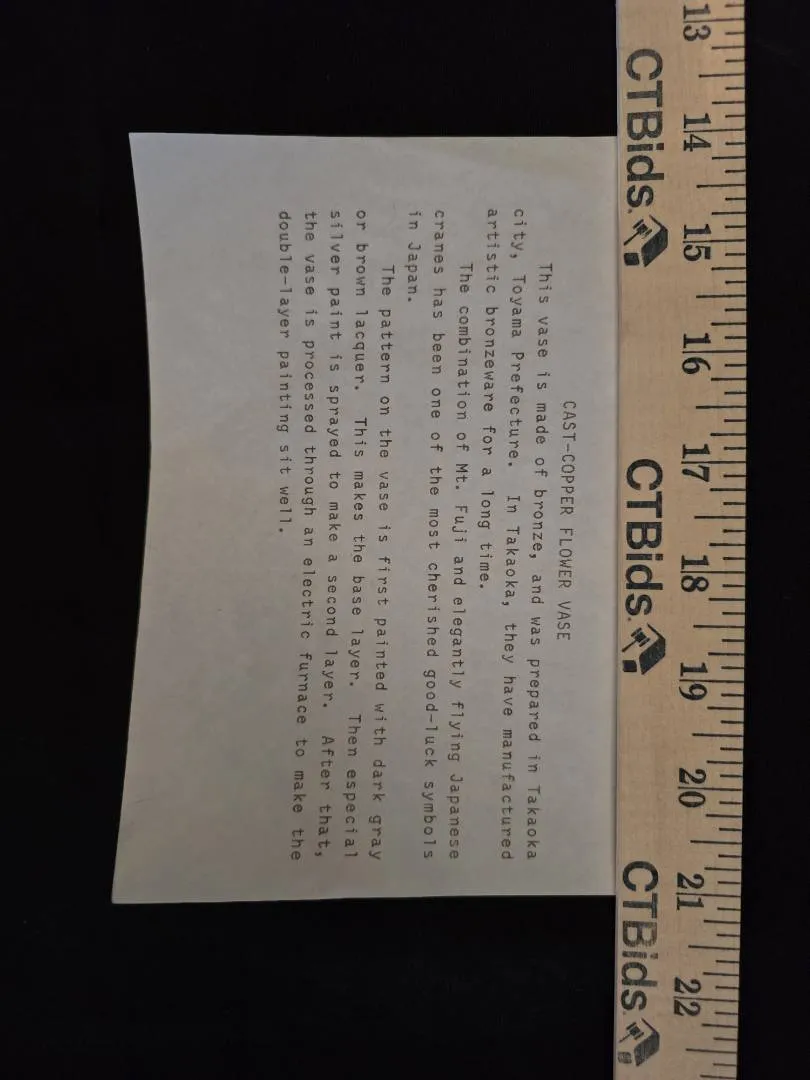 13 14 15 16 17 18 19 20 21 22
CTBids. CTBids. CTBids
CAST-COPPER FLOWER VASE
This vase is made of bronze, and was prepared in Takaoka
city, Toyama Prefecture. In Takaoka, they have manufactured
artistic bronzeware for a long time.
The combination of Mt. Fuji and elegantly flying Japanese
cranes has been one of the most cherished good-luck symbols
in Japan.
The pattern on the vase is first painted with dark gray
or brown lacquer. This makes the base layer. Then especial
silver paint is sprayed to make a second layer. After that,
the vase is processed through an electric furnace to make the
double-layer painting sit well.